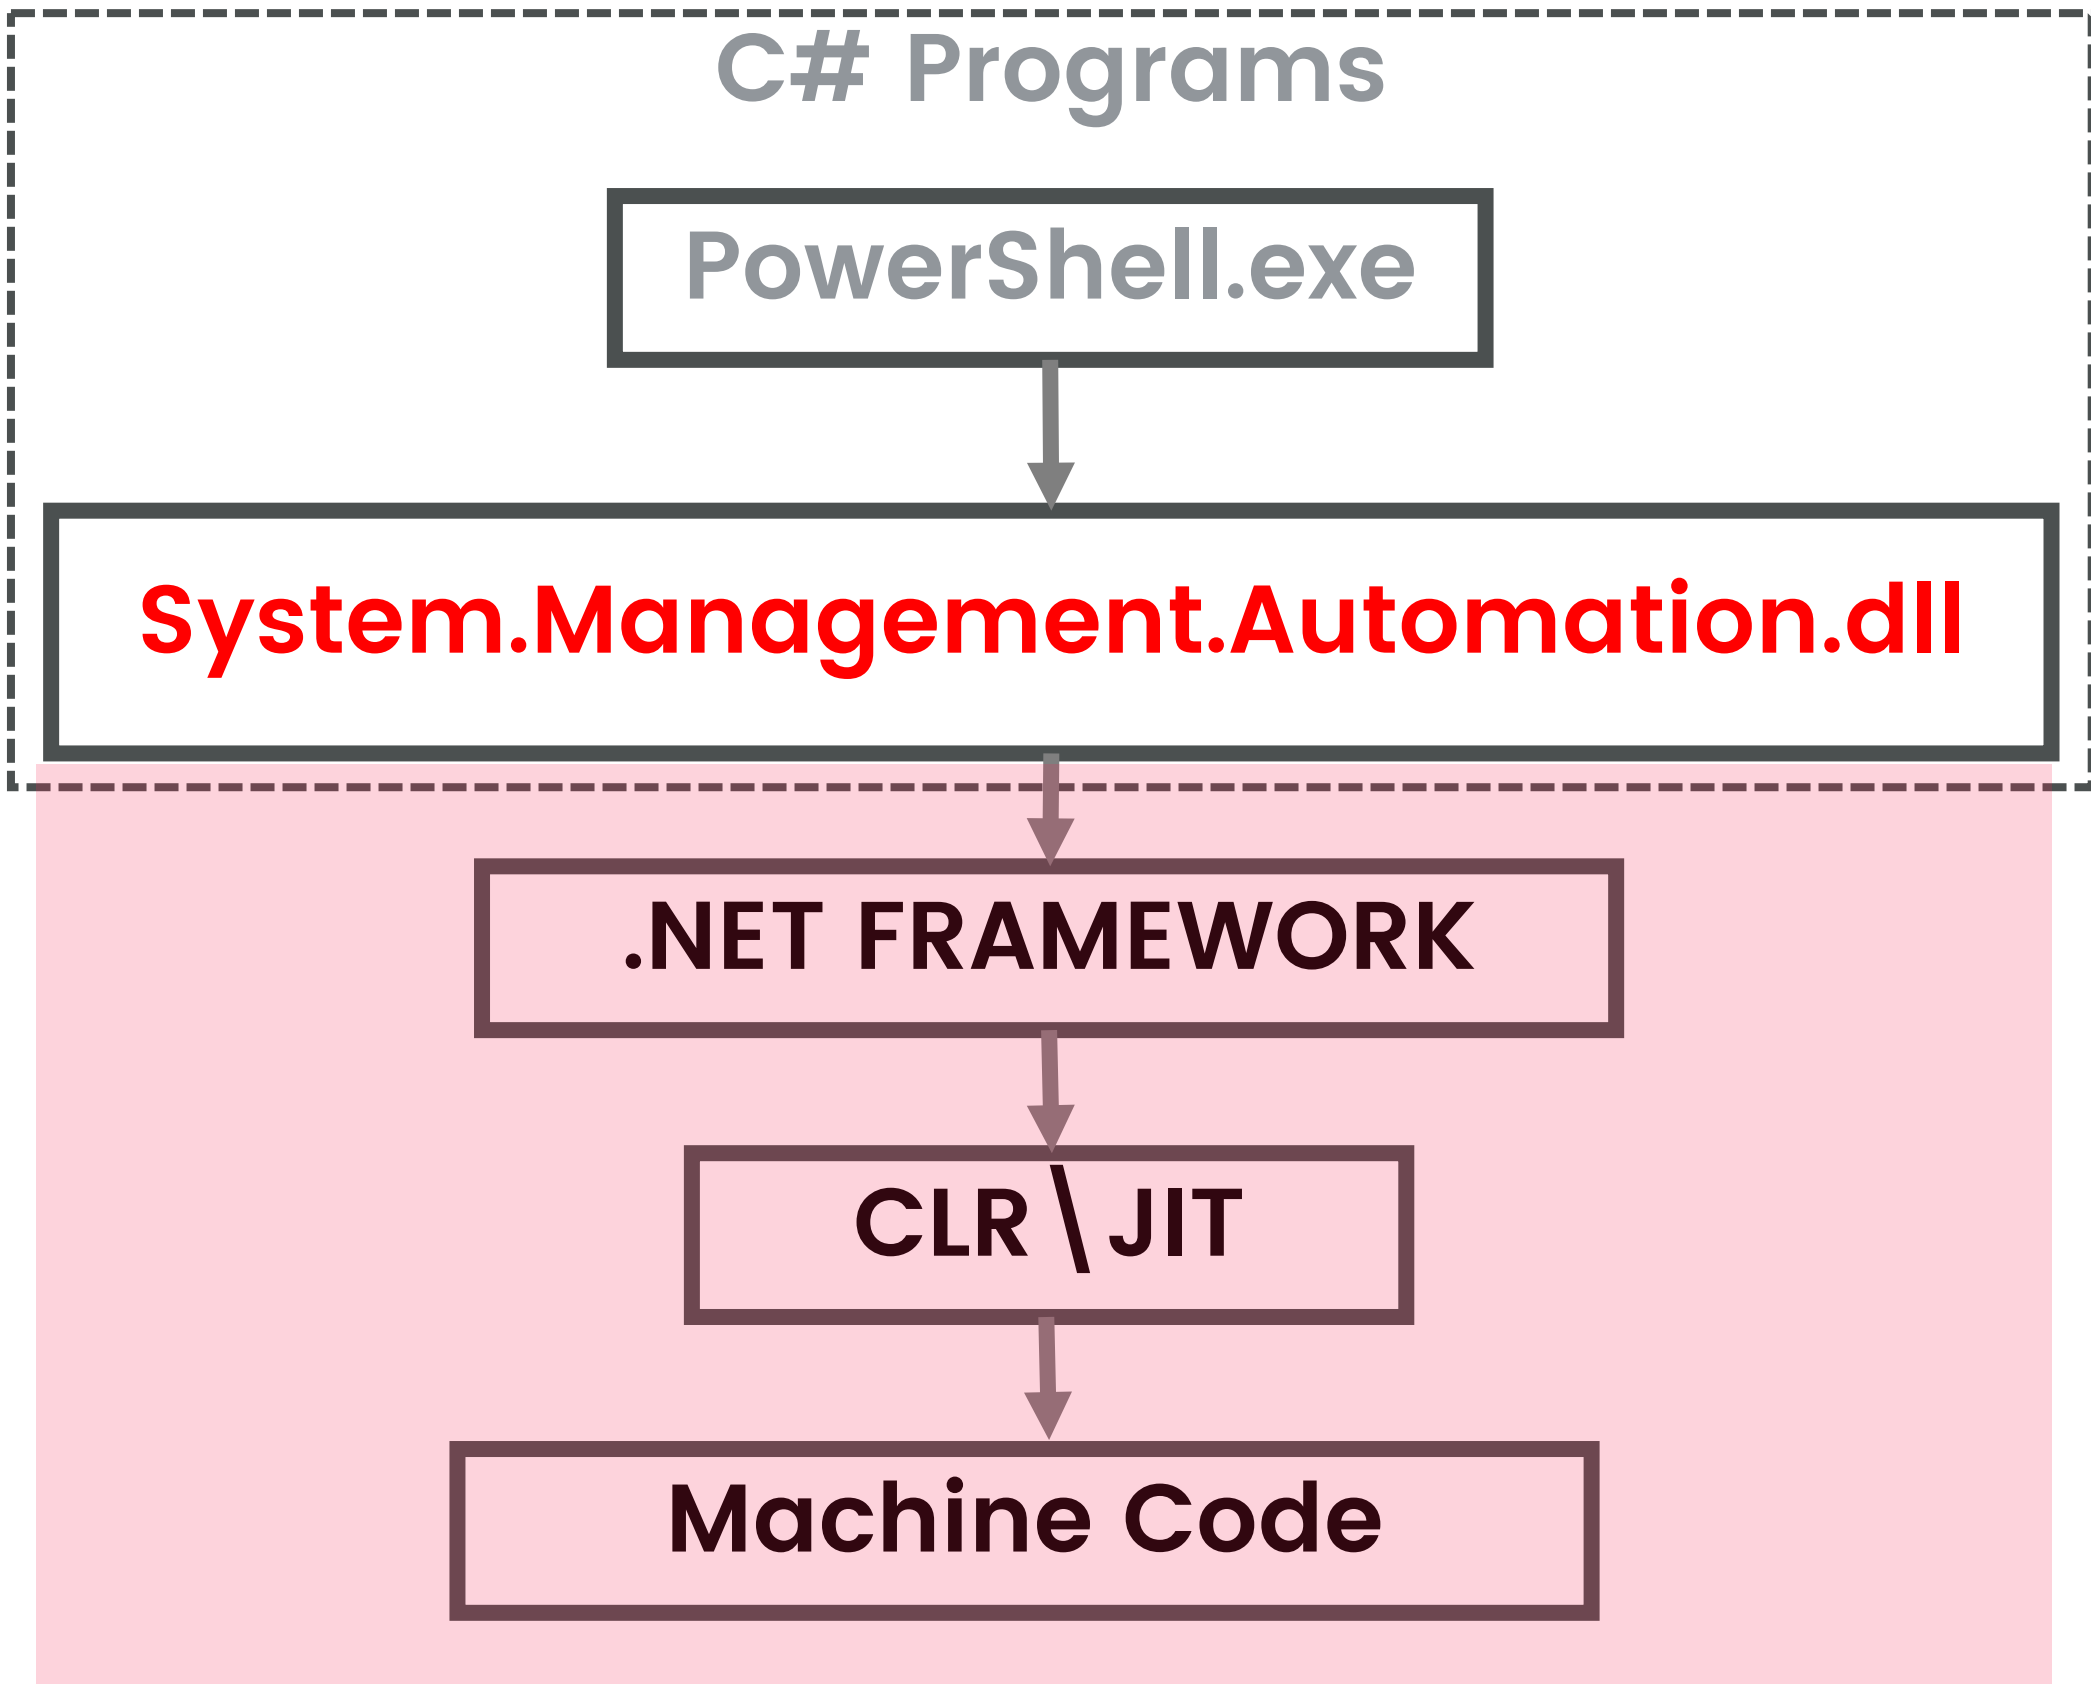 C# Programs
PowerShell.exe
System.Management.Automation.dll
.NET FRAMEWORK
CLR\JIT
Machine Code